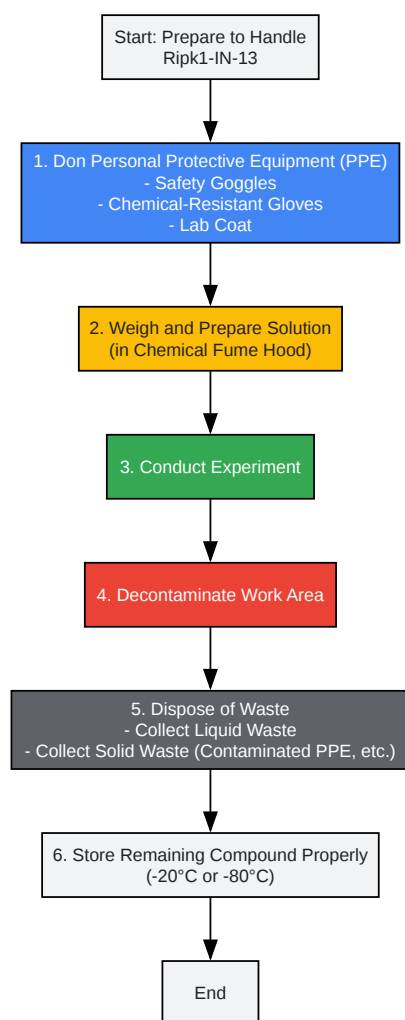 Start: Prepare to Handle
Ripk1-IN-13
1. Don Personal Protective Equipment (PPE)
- Safety Goggles
- Chemical-Resistant Gloves
- Lab Coat
2. Weigh and Prepare Solution
(in Chemical Fume Hood)
3. Conduct Experiment
4. Decontaminate Work Area
5. Dispose of Waste
- Collect Liquid Waste
- Collect Solid Waste (Contaminated PPE, etc.)
6. Store Remaining Compound Properly
(-20°C or -80°C)
End